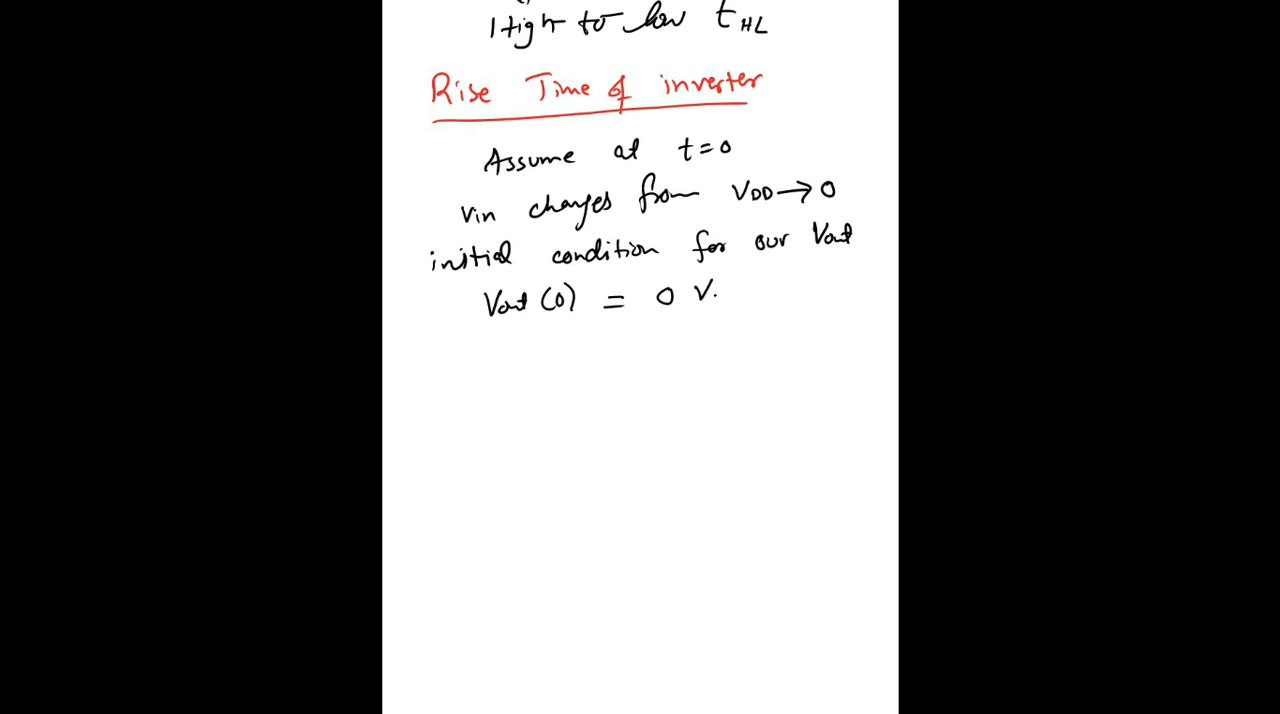 High to low tHL
Rise Time of inverter
Assume at t=0
Vin changes from VDD→0
initial condition for our Vout
Vout (0) = 0 V.